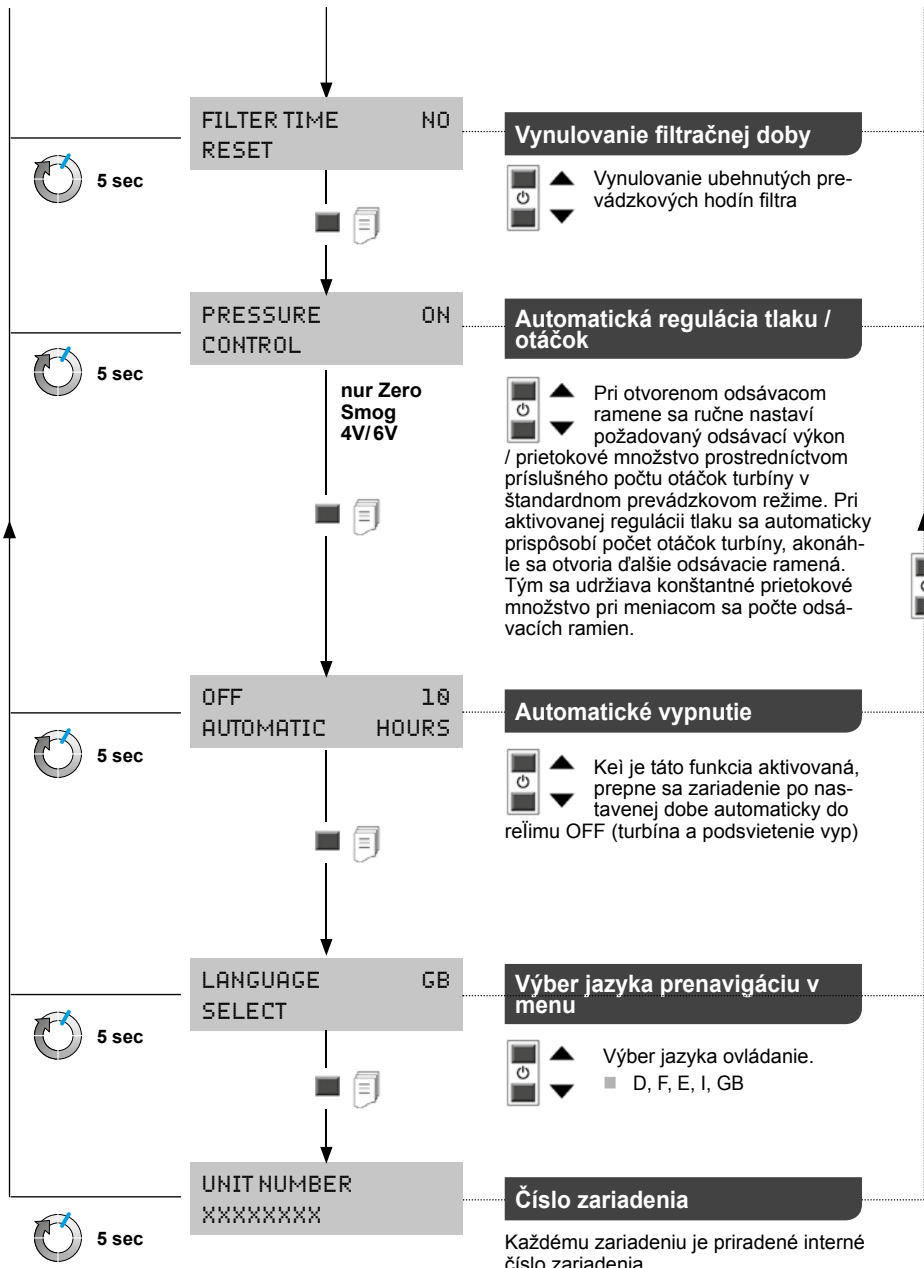 FILTER TIME NO
RESET
Vynulovanie filtračnej doby
5 sec
Vynulovanie ubehnutých pre-
vádzkových hodín filtra
PRESSURE ON
CONTROL
Automatická regulácia tlaku /
otáčok
5 sec
nur Zero
Smog
4V/ 6V
Pri otvorenom odsávacom
ramene sa ručne nastaví
požadovaný odsávací výkon
/ prietokové množstvo prostredníctvom
príslušného počtu otáčok turbíny v
štandardnom prevádzkovom režime. Pri
aktivovanej regulácii tlaku sa automaticky
prispôsobí počet otáčok turbíny, akonáh-
le sa otvoria ďalšie odsávacie ramená.
Tým sa udržiava konštantné prietokové
množstvo pri meniacom sa počte odsá-
vacích ramien.
OFF 10
AUTOMATIC HOURS
Automatické vypnutie
5 sec
Keì je táto funkcia aktivovaná,
prepne sa zariadenie po nas-
tavenej dobe automaticky do
reÏimu OFF (turbína a podsvietenie vyp)
LANGUAGE GB
SELECT
Výber jazyka prenavigáciu v
menu
5 sec
Výber jazyka ovládanie.
D, F, E, I, GB
UNIT NUMBER
XXXXXXXX
Číslo zariadenia
5 sec
Každému zariadeniu je priradené interné
číslo zariadenia